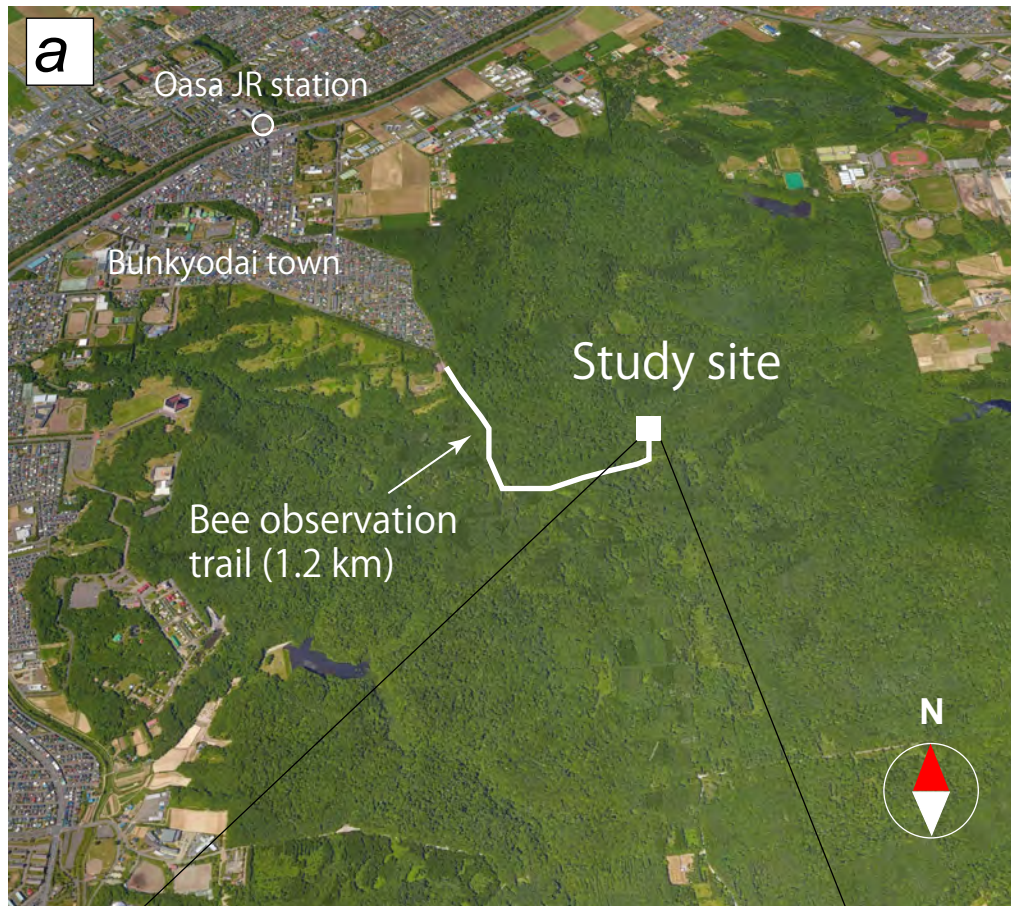 a
Oasa JR station
Bunkyodai town
Study site
Bee observation
trail (1.2 km)
N